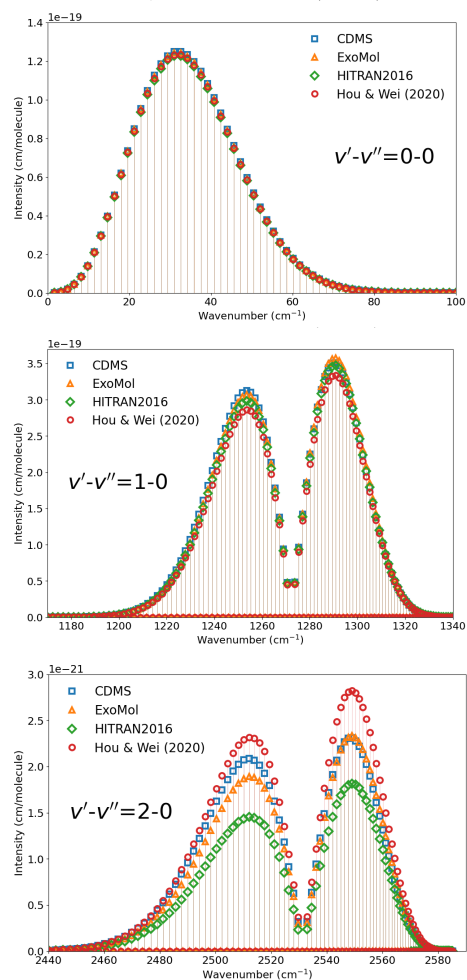 1e−19
1.4
1.2
1.0
0.8
0.6
0.4
0.2
0.0
Intensity (cm/molecule)
CDMS
ExoMol
HITRAN2016
Hou & Wei (2020)
v′-v″=0-0
0 20 40 60 80 100
Wavenumber (cm⁻¹)
1e−19
3.5
3.0
2.5
2.0
1.5
1.0
0.5
0.0
Intensity (cm/molecule)
CDMS
ExoMol
HITRAN2016
Hou & Wei (2020)
v′-v″=1-0
1180 1200 1220 1240 1260 1280 1300 1320 1340
Wavenumber (cm⁻¹)
1e−21
3.0
2.5
2.0
1.5
1.0
0.5
0.0
Intensity (cm/molecule)
CDMS
ExoMol
HITRAN2016
Hou & Wei (2020)
v′-v″=2-0
2440 2460 2480 2500 2520 2540 2560 2580
Wavenumber (cm⁻¹)